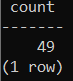 count
-------
49
(1 row)